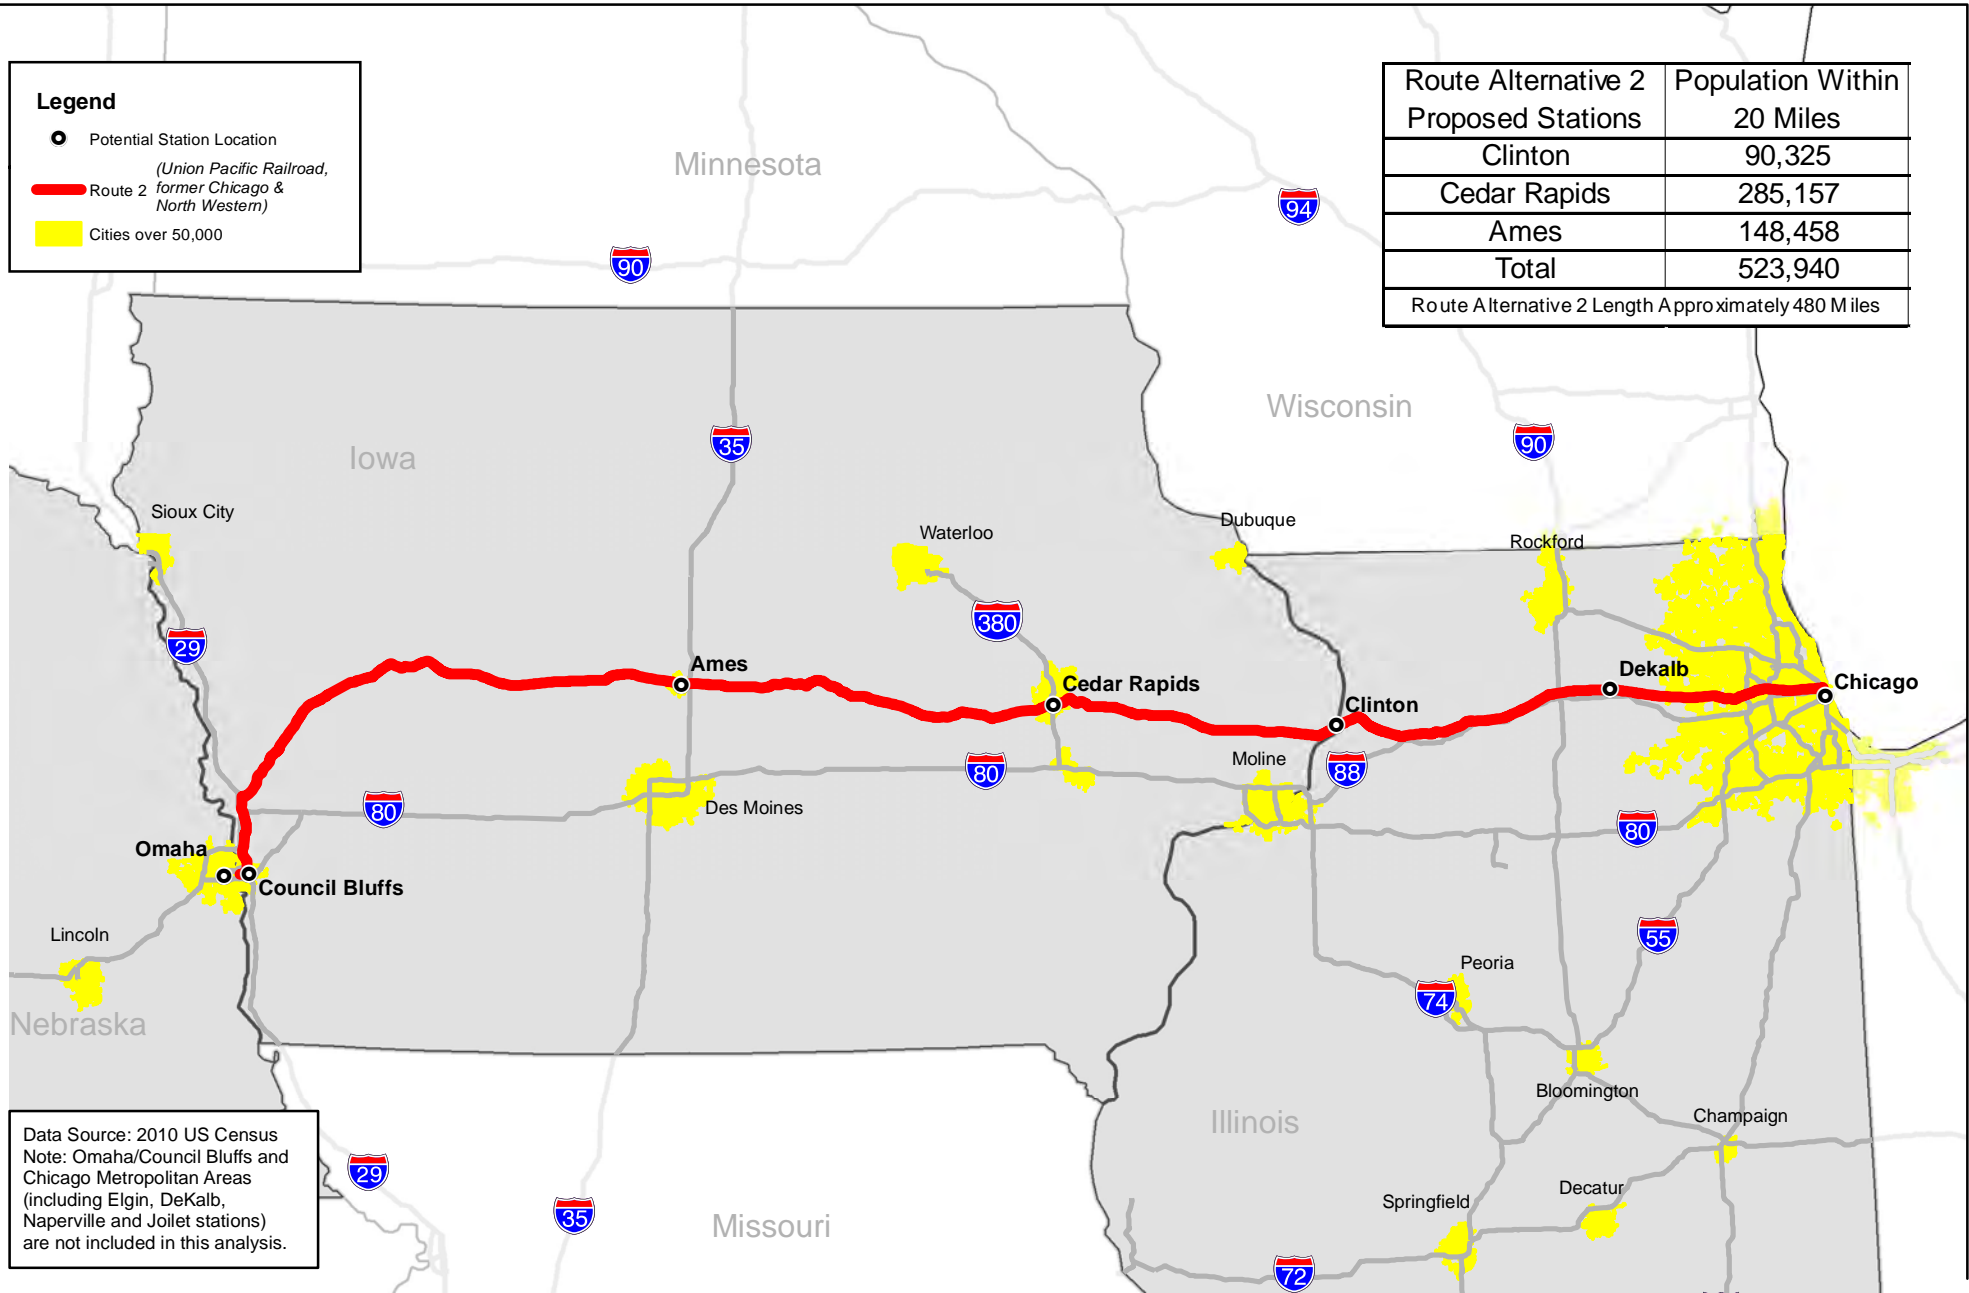 Legend
Potential Station Location
Route 2 (Union Pacific Railroad,
former Chicago &
North Western)
Cities over 50,000
Route Alternative 2 Population Within
Proposed Stations 20 Miles
Clinton 90,325
Cedar Rapids 285,157
Ames 148,458
Total 523,940
Route Alternative 2 Length Approximately 480 Miles
Minnesota
94
90
Wisconsin
90
35
Iowa
Sioux City
Waterloo
Dubuque
Rockford
380
29
Ames
Cedar Rapids
Clinton
Dekalb
Chicago
Moline
80
88
80
Des Moines
80
Omaha
Council Bluffs
Lincoln
55
Peoria
74
Nebraska
Bloomington
Champaign
Illinois
Data Source: 2010 US Census
Note: Omaha/Council Bluffs and
Chicago Metropolitan Areas
(including Elgin, DeKalb,
Naperville and Joilet stations)
are not included in this analysis.
29
35
Missouri
Springfield
Decatur
72